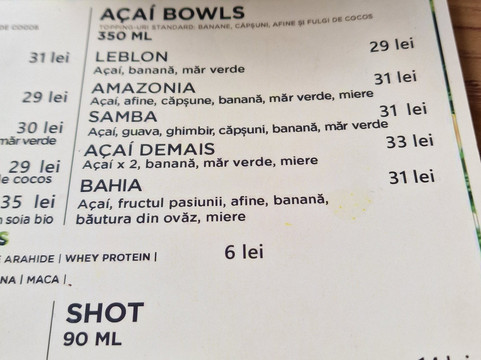 AÇAÍ BOWLS
TOPPING-URI STANDARD: BANANE, CĂPȘUNI, AFINE ȘI FULGI DE COCOS
350 ML
LEBLON 29 lei
Açaí, banană, măr verde
AMAZONIA 31 lei
Açaí, afine, căpșune, banană, măr verde, miere
SAMBA 31 lei
Açaí, guava, ghimbir, căpșuni, banană, măr verde
AÇAÍ DEMAIS 33 lei
Açaí x 2, banană, măr verde, miere
BAHIA 31 lei
Açaí, fructul pasiunii, afine, banană,
băutura din ovăz, miere
DE COCOS
31 lei
29 lei
30 lei
măr verde
29 lei
de cocos
35 lei
soia bio
S
ARAHIDE | WHEY PROTEIN | 6 lei
NA | MACA |
SHOT
90 ML